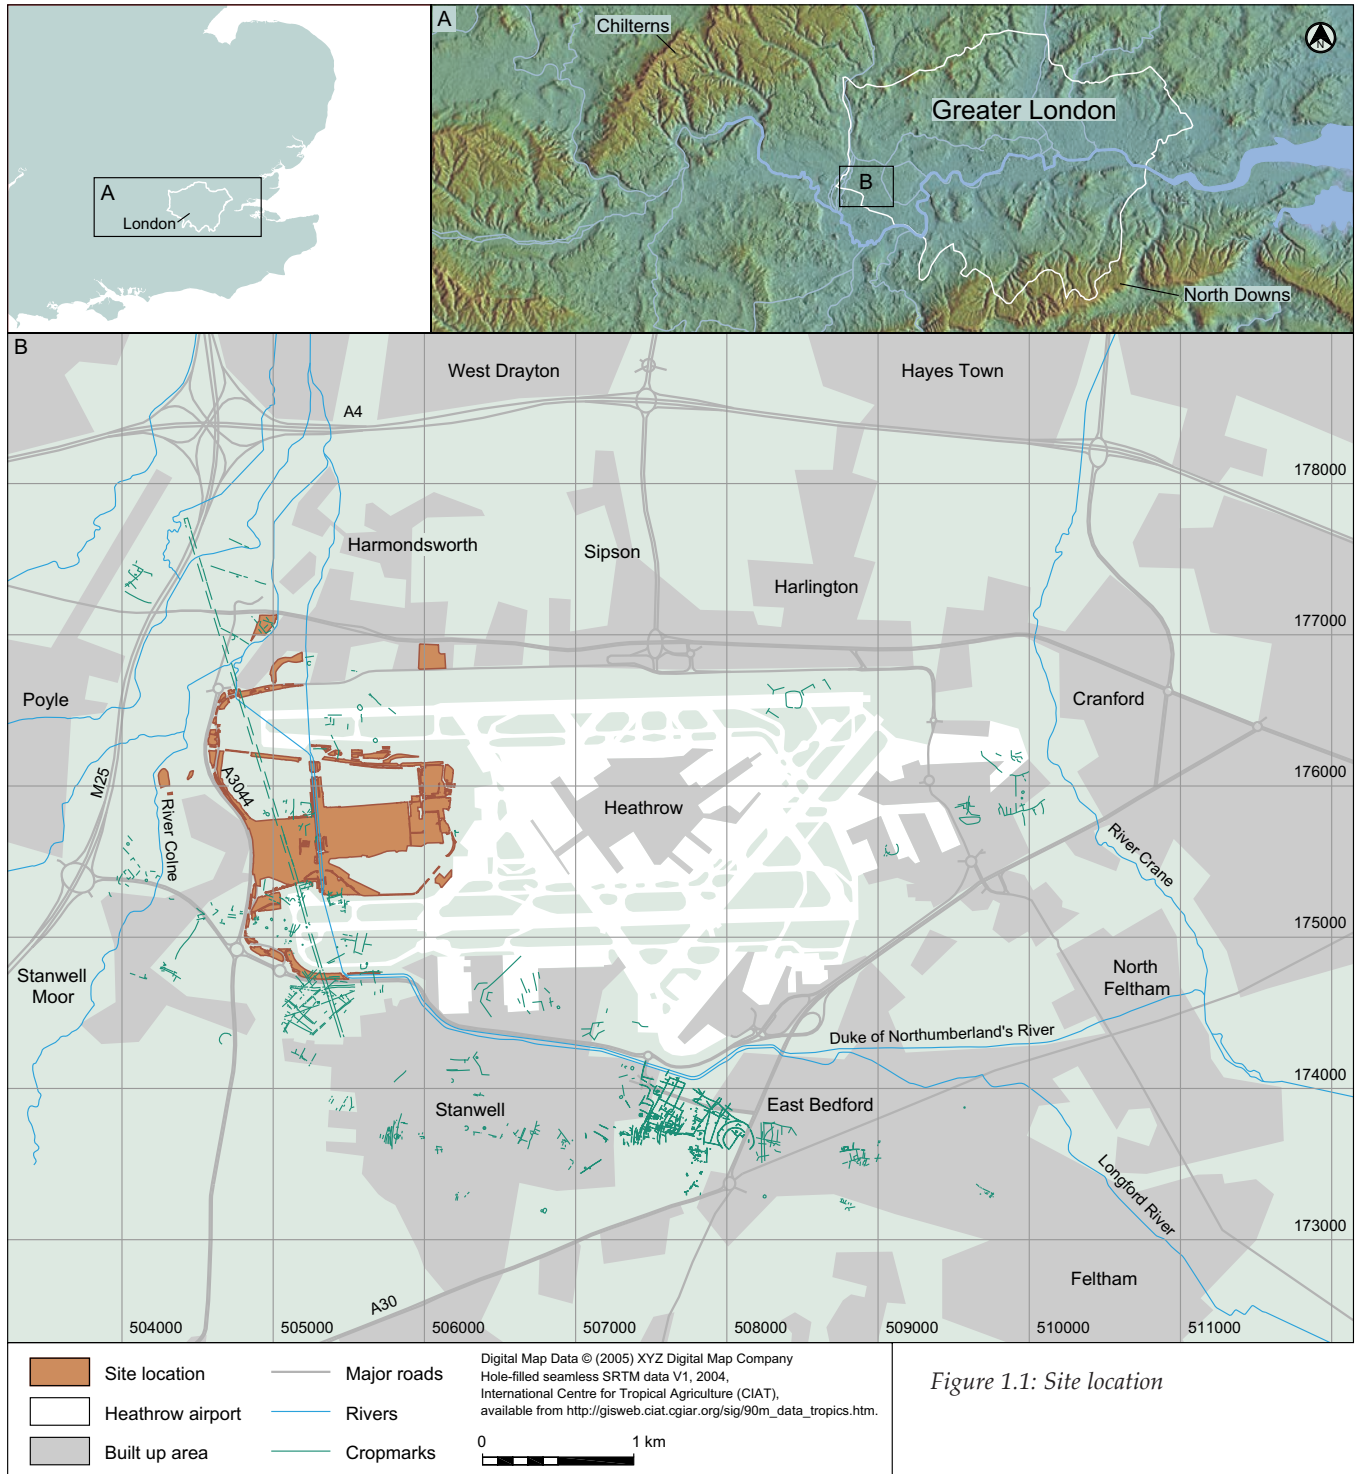 A
London
A
Chilterns
N
Greater London
B
North Downs
B
West Drayton
Hayes Town
A4
178000
Harmondsworth
Sipson
Harlington
177000
Poyle
Cranford
M25
A3044
176000
River Colne
Heathrow
River Crane
175000
Stanwell
Moor
North
Feltham
Duke of Northumberland's River
174000
Stanwell
East Bedford
Longford River
173000
Feltham
A30
504000
505000
506000
507000
508000
509000
510000
511000
Site location
Heathrow airport
Built up area
Major roads
Rivers
Cropmarks
Digital Map Data © (2005) XYZ Digital Map Company
Hole-filled seamless SRTM data V1, 2004,
International Centre for Tropical Agriculture (CIAT),
available from http://gisweb.ciat.cgiar.org/sig/90m_data_tropics.htm.
0 1 km
Figure 1.1: Site location